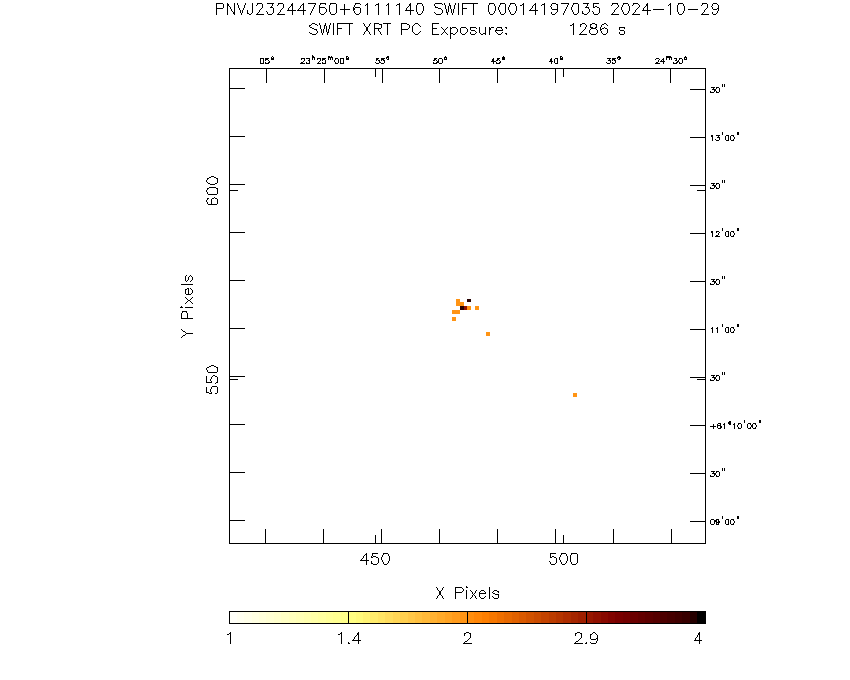 PNVJ23244760+6111140 SWIFT 00014197035 2024-10-29
SWIFT XRT PC Exposure: 1286 s
05s 23h25m00s 55s 50s 45s 40s 35s 24m30s
30"
13'00"
600
30"
12'00"
30"
Y Pixels
11'00"
550
30"
+61°10'00"
30"
09'00"
450 500
X Pixels
1 1.4 2 2.9 4